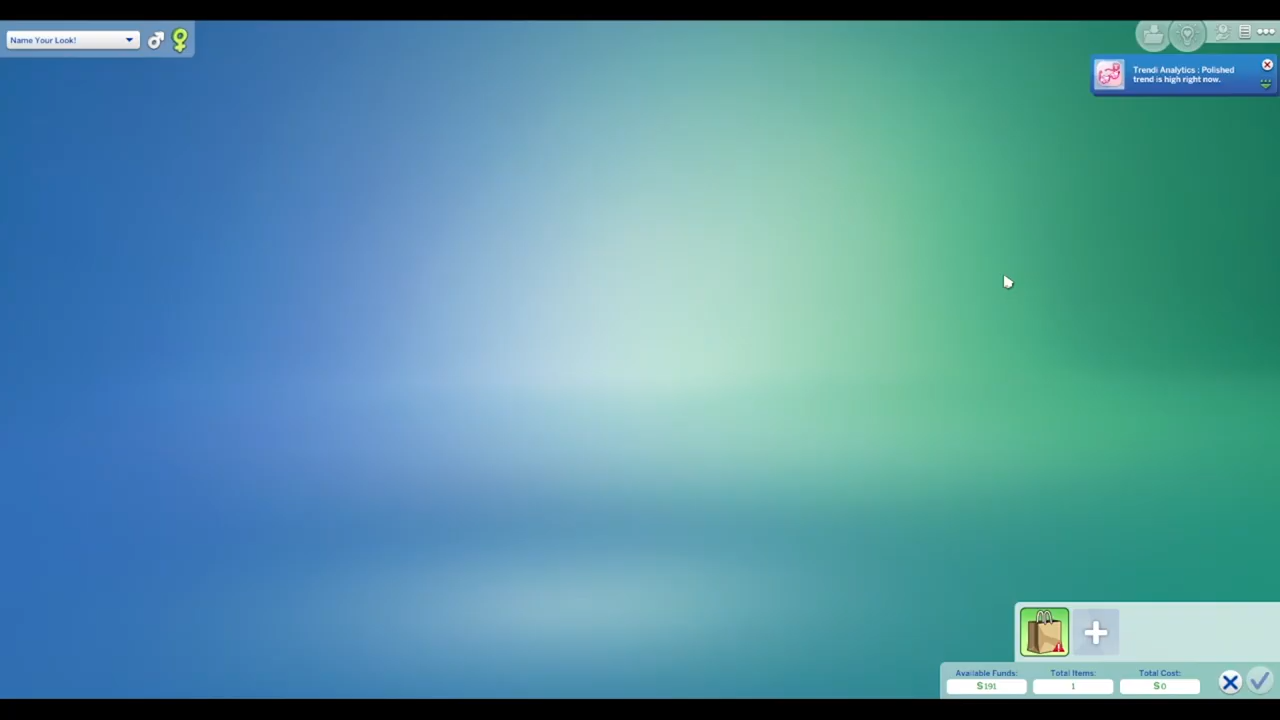 Name Your Look!
Trendi Analytics : Polished
trend is high right now.
Available Funds:
Total Items:
Total Cost:
§191
1
§0